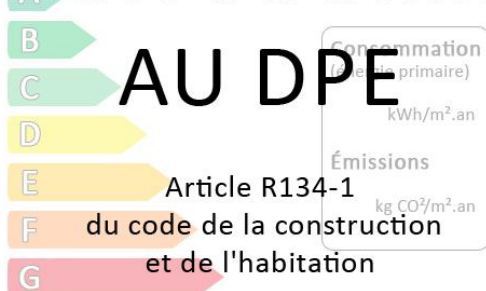 A
B
Consommation
(énergie primaire)
AU DPE
C
kWh/m².an
D
Émissions
E
Article R134-1
kg CO²/m².an
F
du code de la construction
et de l'habitation
G